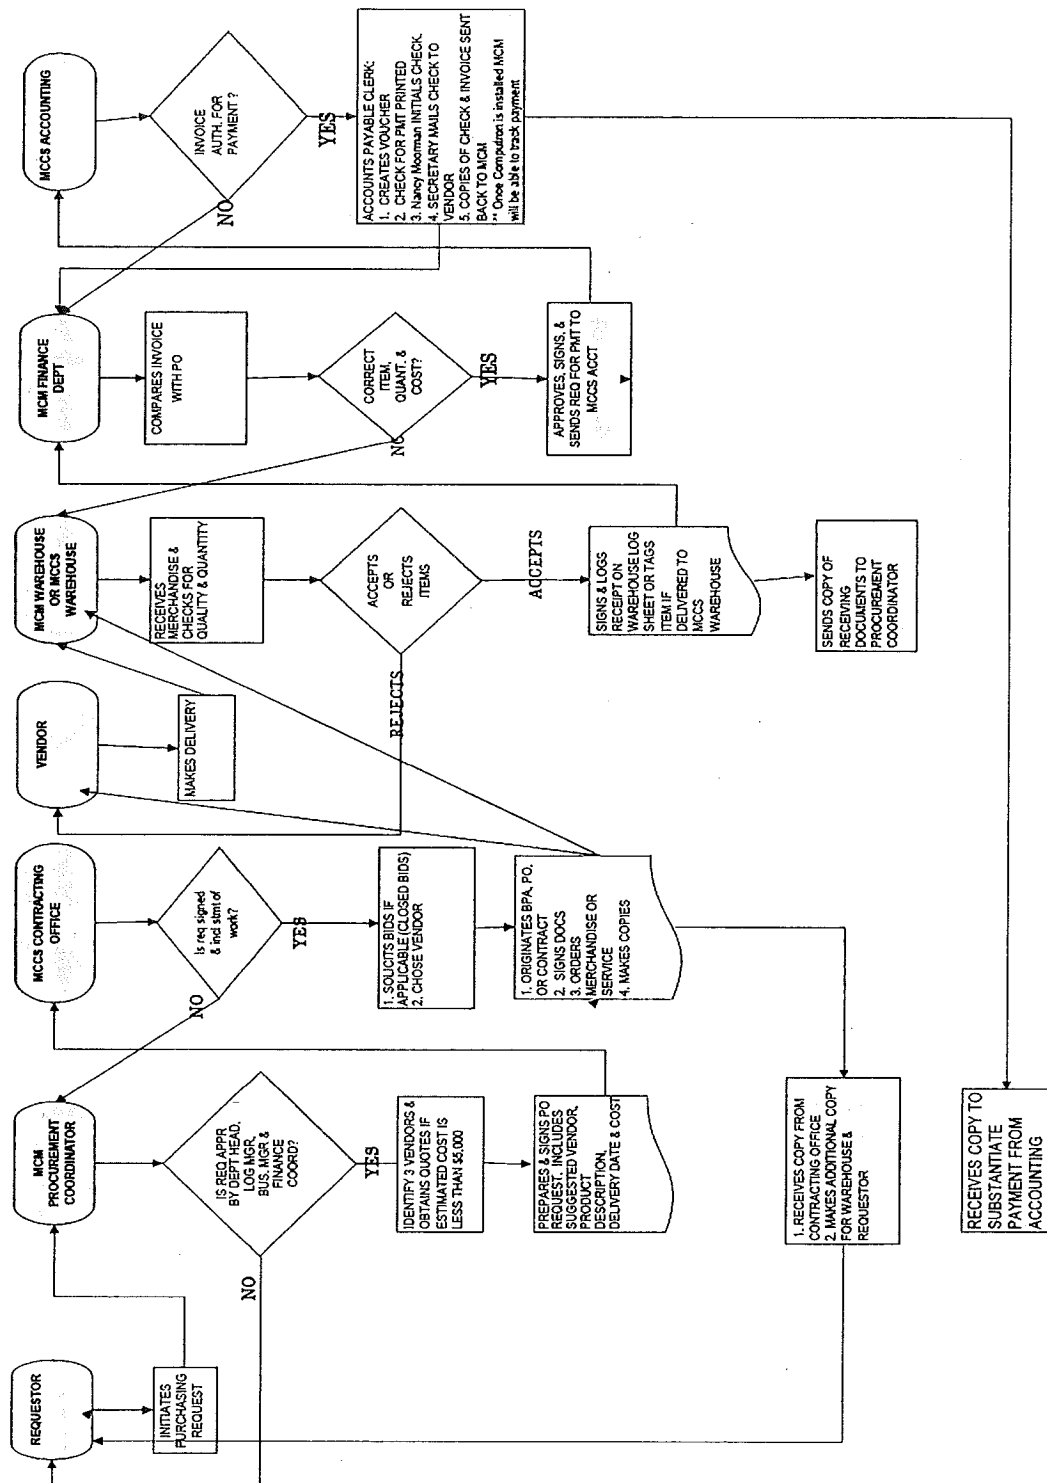 REQUESTOR
INITIATES
PURCHASING
REQUEST
MCM
PROCUREMENT
COORDINATOR
IS REQ APPR
BY DEPT HEAD,
LOG MGR,
BUS. MGR &
FINANCE
COORD?
NO
YES
IDENTIFY 3 VENDORS &
OBTAINS QUOTES IF
ESTIMATED COST IS
LESS THAN $5,000
PREPARES & SIGNS PO
REQUEST. INCLUDES
SUGGESTED VENDOR,
PRODUCT
DESCRIPTION,
DELIVERY DATE & COST
1. RECEIVES COPY FROM
CONTRACTING OFFICE
2. MAKES ADDITIONAL COPY
FOR WAREHOUSE &
REQUESTOR
RECEIVES COPY TO
SUBSTANTIATE
PAYMENT FROM
ACCOUNTING
MCCS CONTRACTING
OFFICE
Is req signed
& incl stmt of
work?
NO
YES
1. SOLICITS BIDS IF
APPLICABLE (CLOSED BIDS)
2. CHOSE VENDOR
1. ORIGINATES BPA, PO,
OR CONTRACT
2. SIGNS DOCS
3. ORDERS
MERCHANDISE OR
SERVICE
4. MAKES COPIES
VENDOR
MAKES DELIVERY
MCM WAREHOUSE
OR MCCS
WAREHOUSE
RECEIVES
MERCHANDISE &
CHECKS FOR
QUALITY & QUANTITY
ACCEPTS
OR
REJECTS
ITEMS
REJECTS
ACCEPTS
SIGNS & LOGS
RECEIPT ON
WAREHOUSE LOG
SHEET OR TAGS
ITEM IF
DELIVERED TO
MCCS
WAREHOUSE
SENDS COPY OF
RECEIVING
DOCUMENTS TO
PROCUREMENT
COORDINATOR
MCM FINANCE
DEPT
COMPARES INVOICE
WITH PO
CORRECT
ITEM,
QUANT. &
COST?
NO
YES
APPROVES, SIGNS, &
SENDS REQ FOR PMT TO
MCCS ACCT
MCCS ACCOUNTING
INVOICE
AUTH. FOR
PAYMENT ?
NO
YES
ACCOUNTS PAYABLE CLERK:
1. CREATES VOUCHER
2. CHECK FOR PMT PRINTED
3. Nancy Moorman INITIALS CHECK.
4. SECRETARY MAILS CHECK TO
VENDOR
5. COPIES OF CHECK & INVOICE SENT
BACK TO MCM
** Once Computron is installed MCM
will be able to track payment